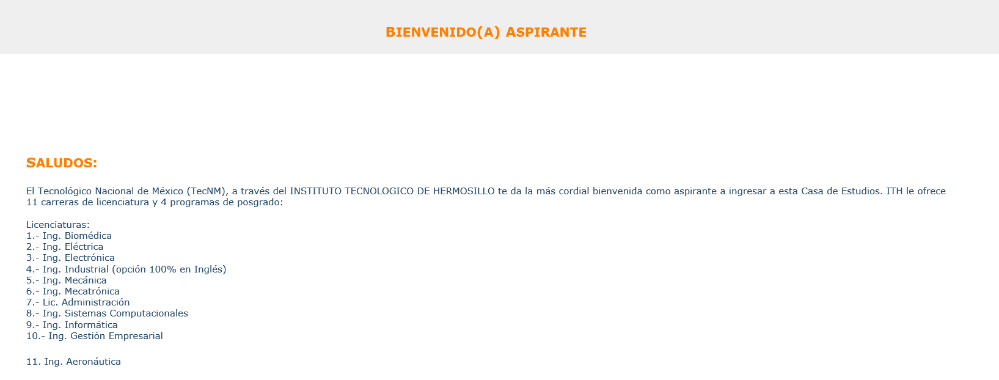 BIENVENIDO(A) ASPIRANTE
SALUDOS:
El Tecnológico Nacional de México (TecNM), a través del INSTITUTO TECNOLOGICO DE HERMOSILLO te da la más cordial bienvenida como aspirante a ingresar a esta Casa de Estudios. ITH le ofrece
11 carreras de licenciatura y 4 programas de posgrado:
Licenciaturas:
1.- Ing. Biomédica
2.- Ing. Eléctrica
3.- Ing. Electrónica
4.- Ing. Industrial (opción 100% en Inglés)
5.- Ing. Mecánica
6.- Ing. Mecatrónica
7.- Lic. Administración
8.- Ing. Sistemas Computacionales
9.- Ing. Informática
10.- Ing. Gestión Empresarial
11. Ing. Aeronáutica